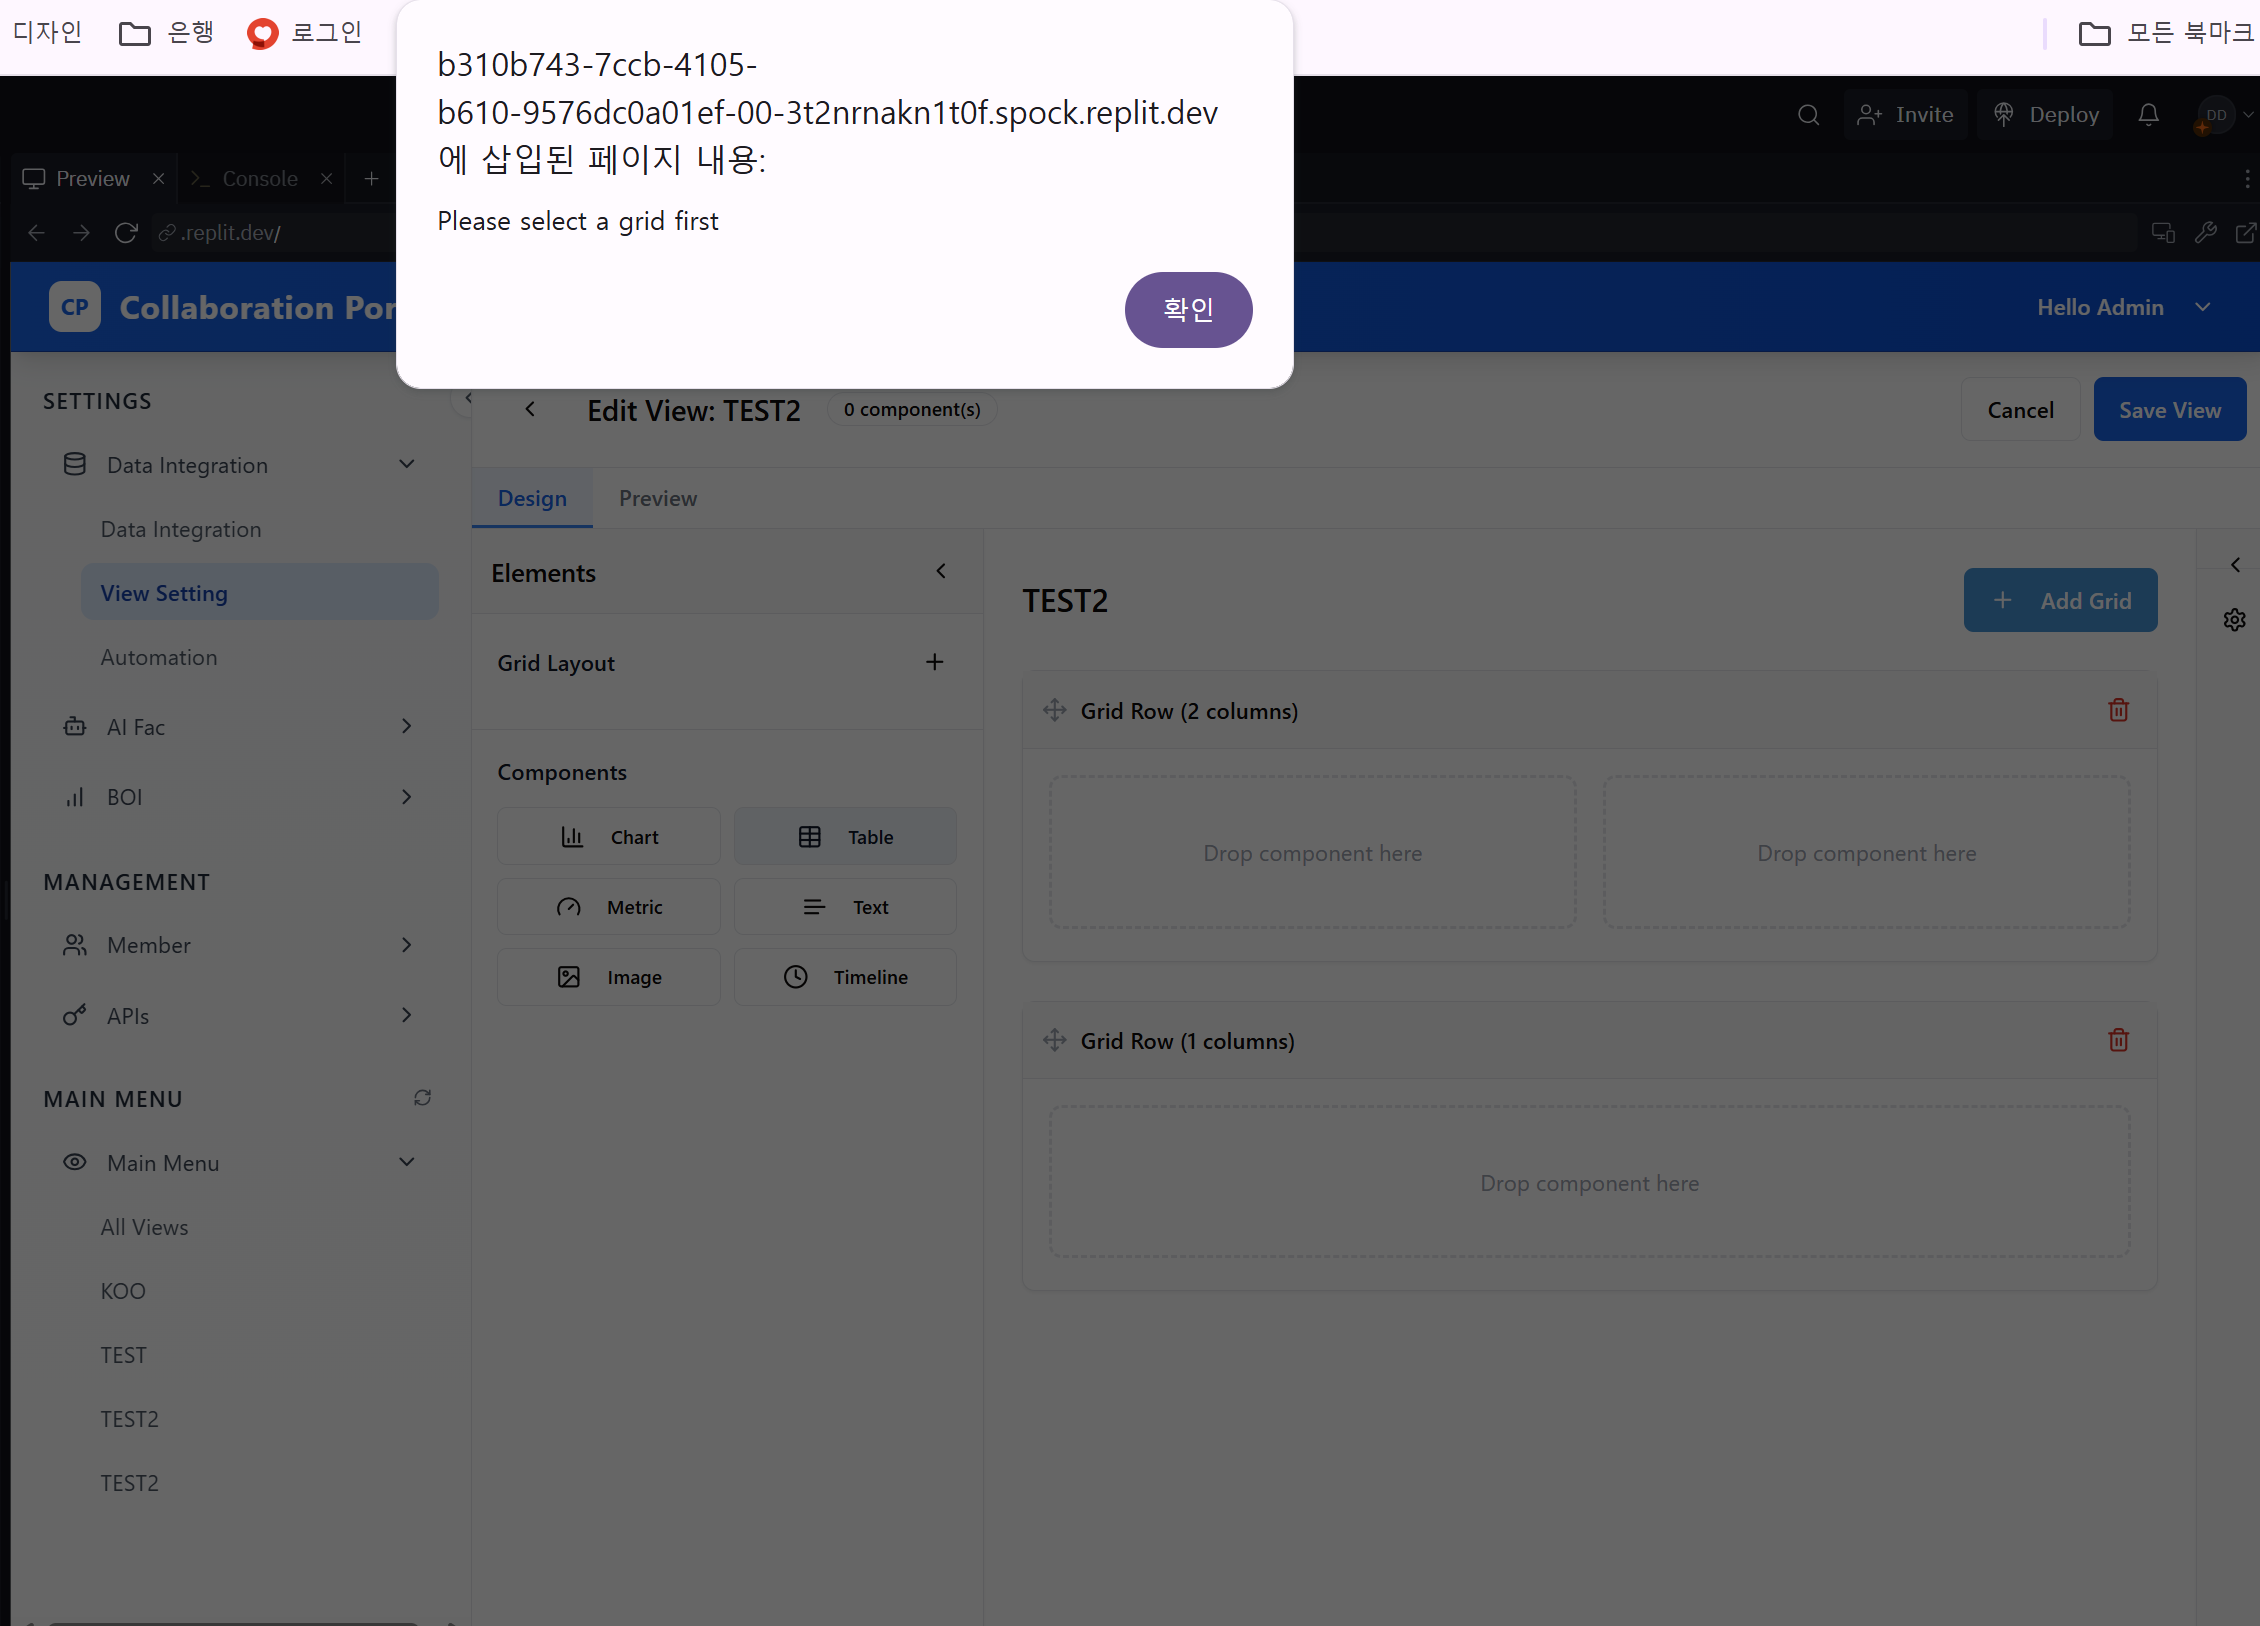 디자인
은행
로그인
모든 북마크
b310b743-7ccb-4105-
b610-9576dc0a01ef-00-3t2nrnakn1t0f.spock.replit.dev
에 삽입된 페이지 내용:
Please select a grid first
확인
Invite
Deploy
DD
Preview
Console
.replit.dev/
CP
Collaboration Por
Hello Admin
SETTINGS
Data Integration
Data Integration
View Setting
Automation
AI Fac
BOI
MANAGEMENT
Member
APIs
MAIN MENU
Main Menu
All Views
KOO
TEST
TEST2
TEST2
Edit View: TEST2
0 component(s)
Cancel
Save View
Design
Preview
Elements
Grid Layout
Components
Chart
Table
Metric
Text
Image
Timeline
TEST2
Add Grid
Grid Row (2 columns)
Drop component here
Drop component here
Grid Row (1 columns)
Drop component here